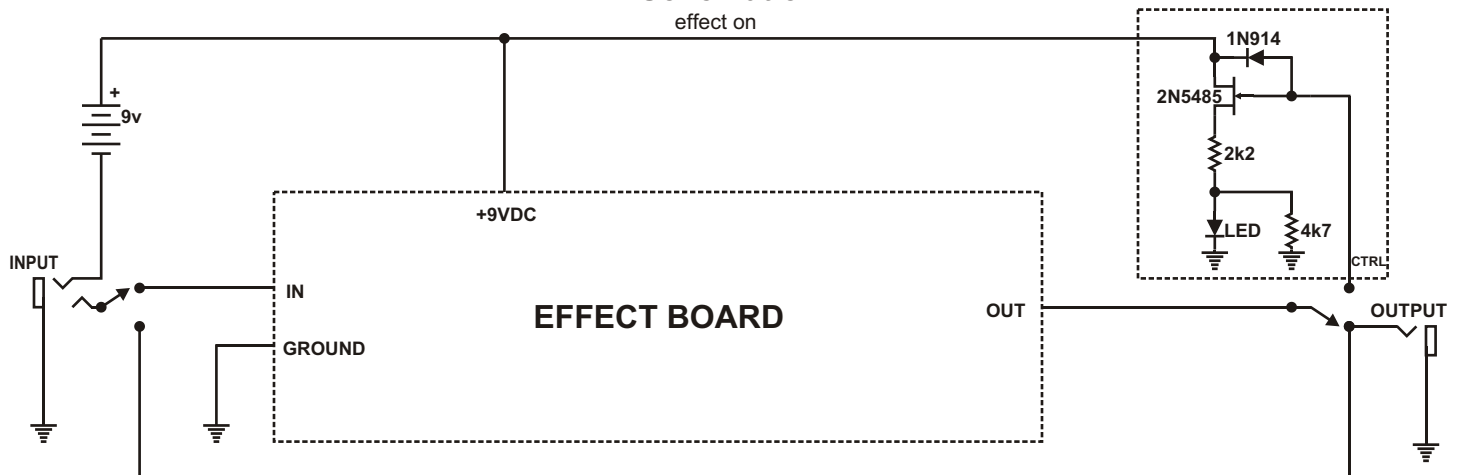 effect on
1N914
+
9v
2N5485
2k2
+9VDC
LED
4k7
INPUT
CTRL
IN
EFFECT BOARD
OUT
OUTPUT
GROUND